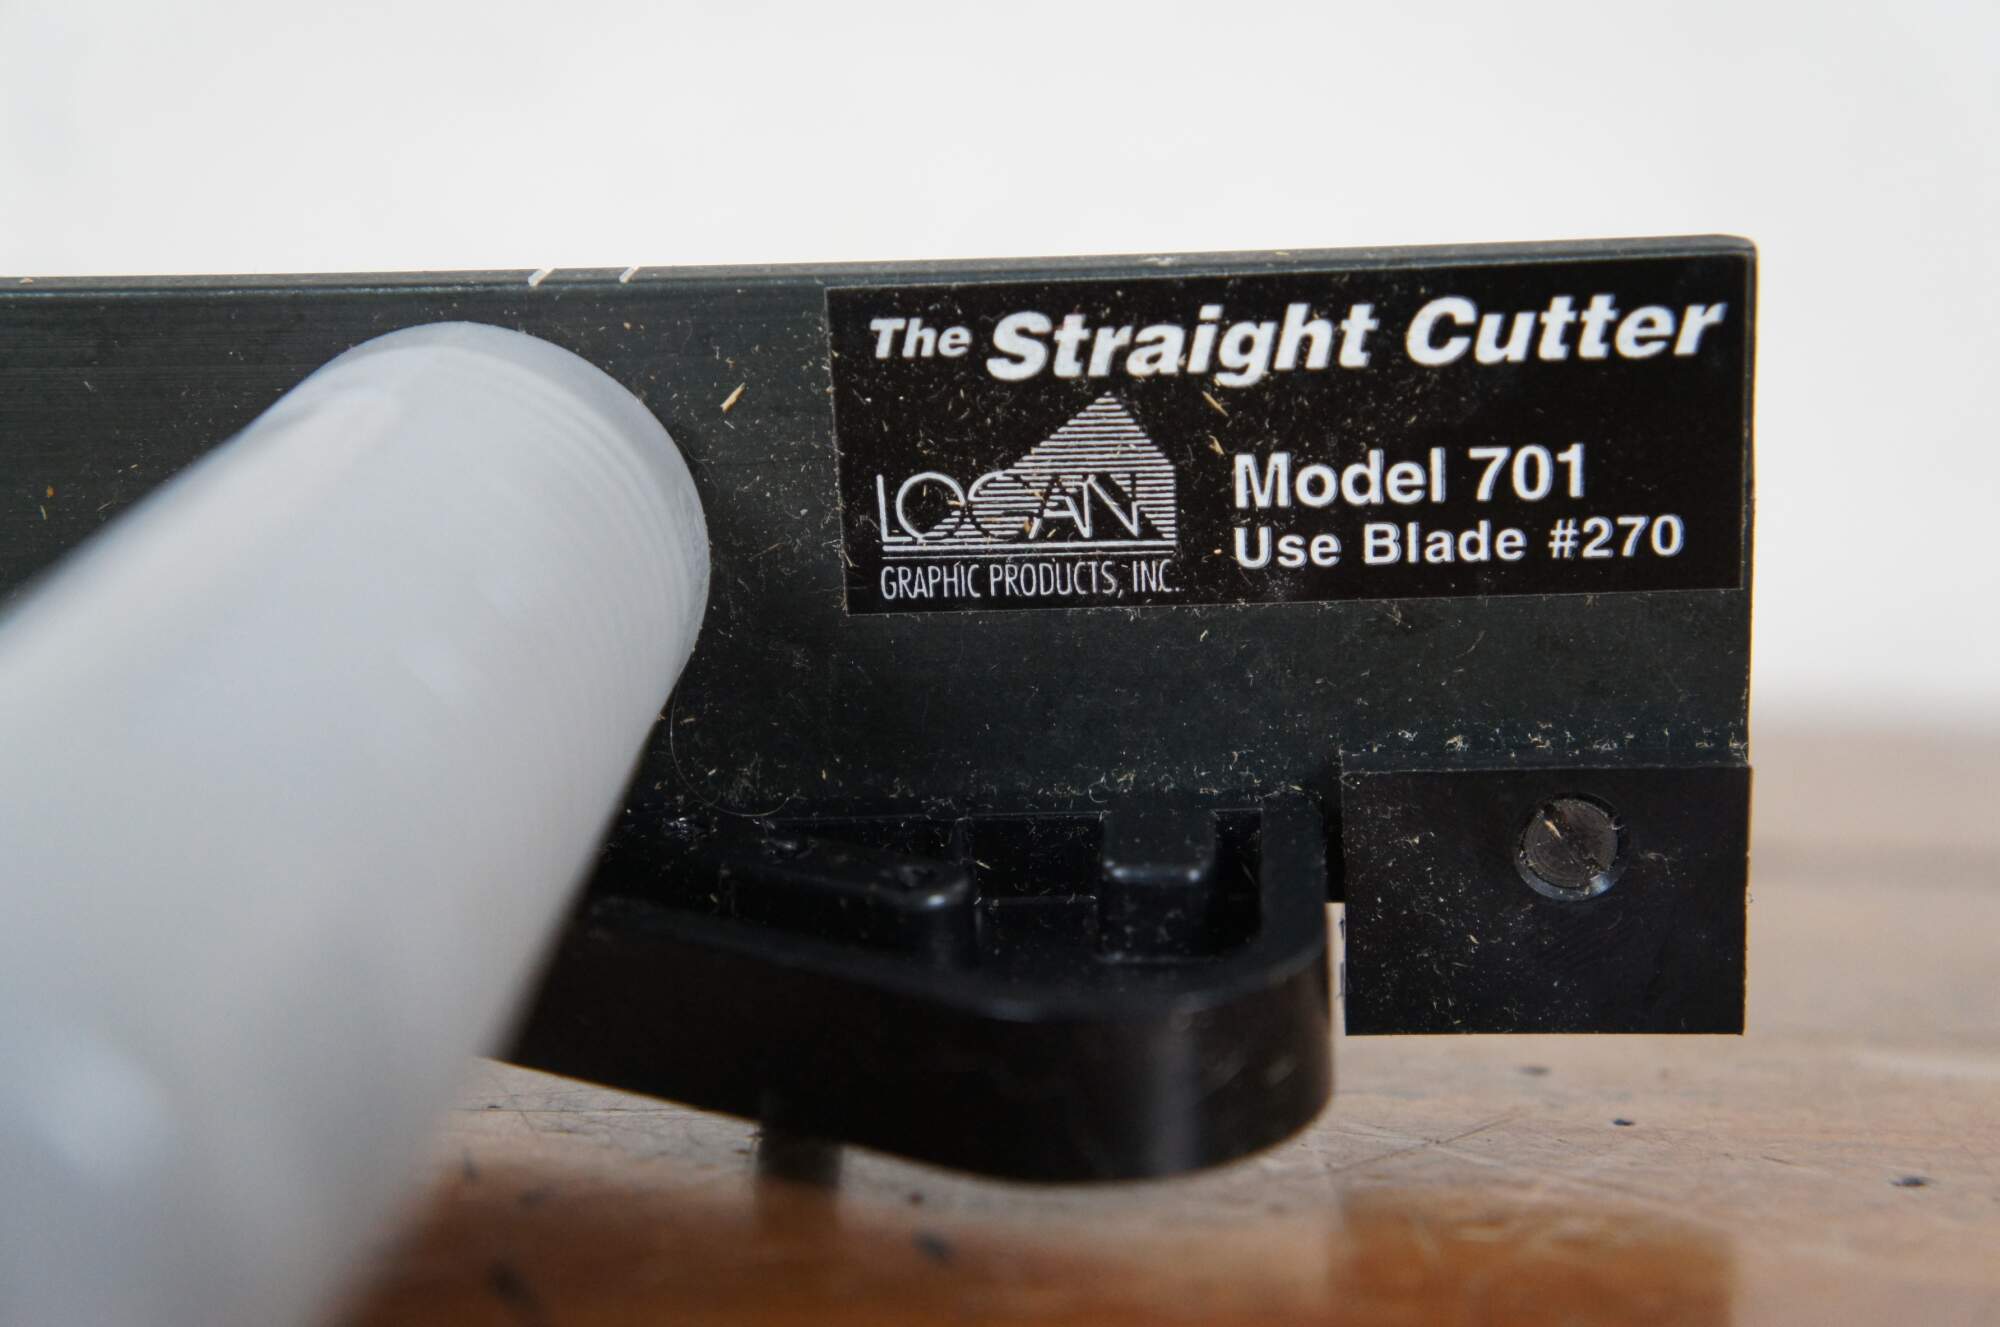 The Straight Cutter
LOGAN
GRAPHIC PRODUCTS, INC.
Model 701
Use Blade #270